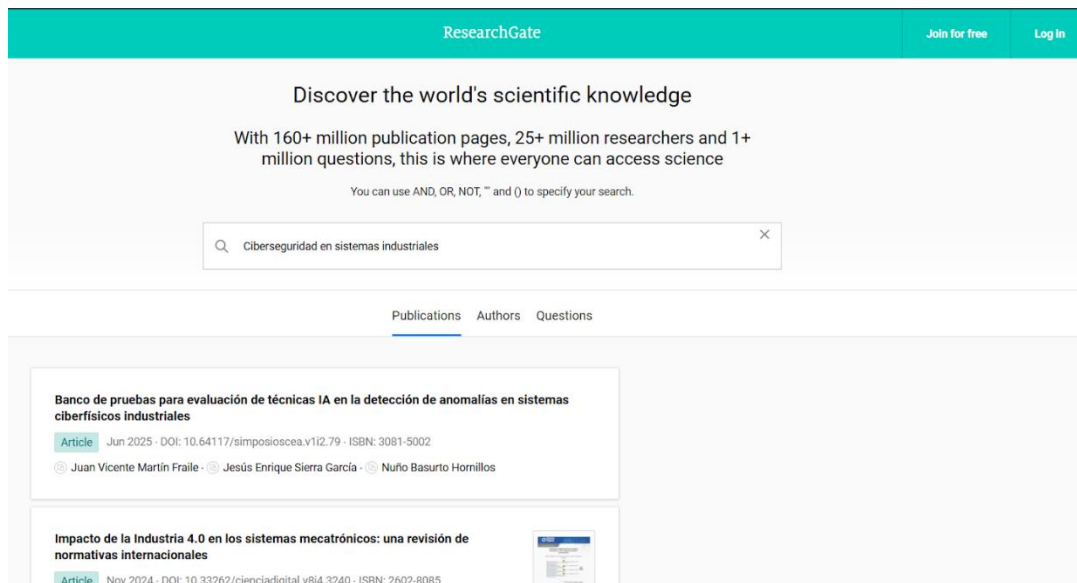 ResearchGate
Join for free
Log in
Discover the world's scientific knowledge
With 160+ million publication pages, 25+ million researchers and 1+
million questions, this is where everyone can access science
You can use AND, OR, NOT, "" and () to specify your search.
Ciberseguridad en sistemas industriales
Publications Authors Questions
Banco de pruebas para evaluación de técnicas IA en la detección de anomalías en sistemas
ciberfísicos industriales
Article Jun 2025 · DOI: 10.64117/simposioscea.v1i2.79 · ISBN: 3081-5002
Juan Vicente Martín Fraile · Jesús Enrique Sierra García · Nuño Basurto Hornillos
Impacto de la Industria 4.0 en los sistemas mecatrónicos: una revisión de
normativas internacionales
Article Nov 2024 · DOI: 10.33262/cienciadigital.v8i4.3240 · ISBN: 2602-8085